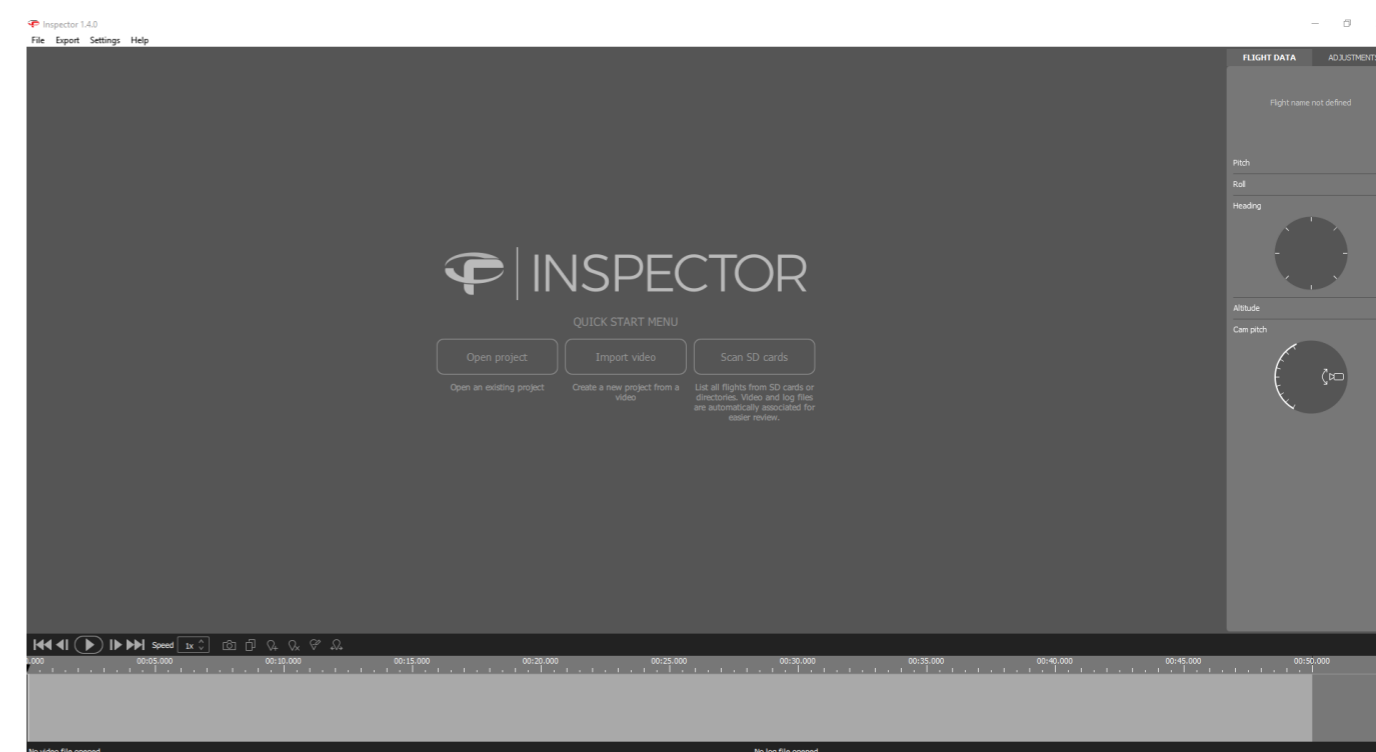 Inspector 1.4.0
File Export Settings Help
FLIGHT DATA ADJUSTMENTS
Flight name not defined
Pitch
Roll
Heading
Altitude
Cam pitch
INSPECTOR
QUICK START MENU
Open project Import video Scan SD cards
Open an existing project
Create a new project from a
video
List all flights from SD cards or
directories. Video and log files
are automatically associated for
easier review.
Speed 1x
.000 00:05.000 00:10.000 00:15.000 00:20.000 00:25.000 00:30.000 00:35.000 00:40.000 00:45.000 00:50.000
No video file opened No log file opened